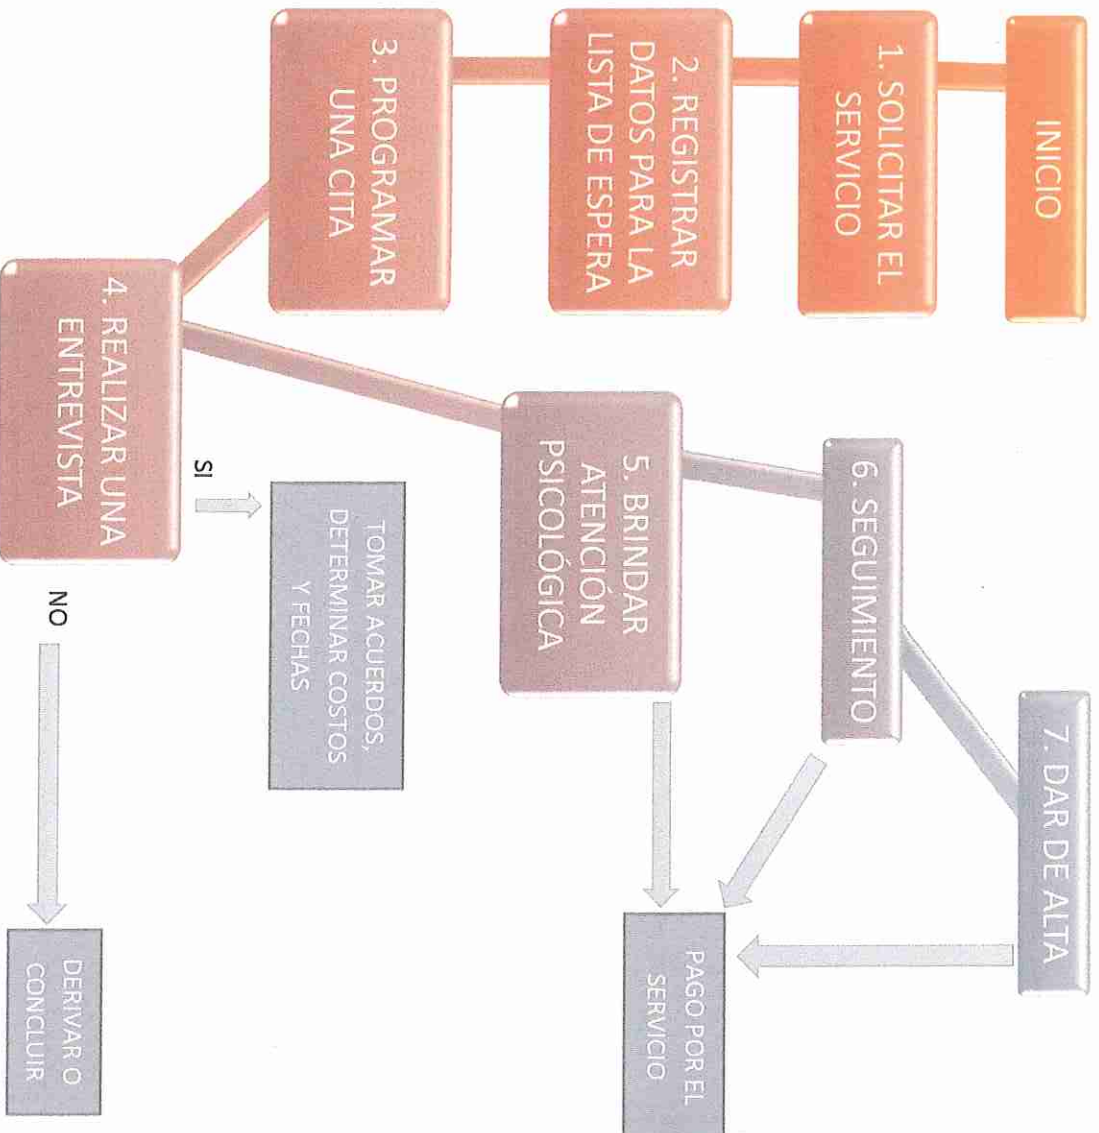 INICIO
1. SOLICITAR EL
SERVICIO
2. REGISTRAR
DATOS PARA LA
LISTA DE ESPERA
3. PROGRAMAR
UNA CITA
4. REALIZAR UNA
ENTREVISTA
SI
TOMAR ACUERDOS,
DETERMINAR COSTOS
Y FECHAS
NO
DERIVAR O
CONCLUIR
5. BRINDAR
ATENCIÓN
PSICOLÓGICA
6. SEGUIMIENTO
7. DAR DE ALTA
PAGO POR EL
SERVICIO